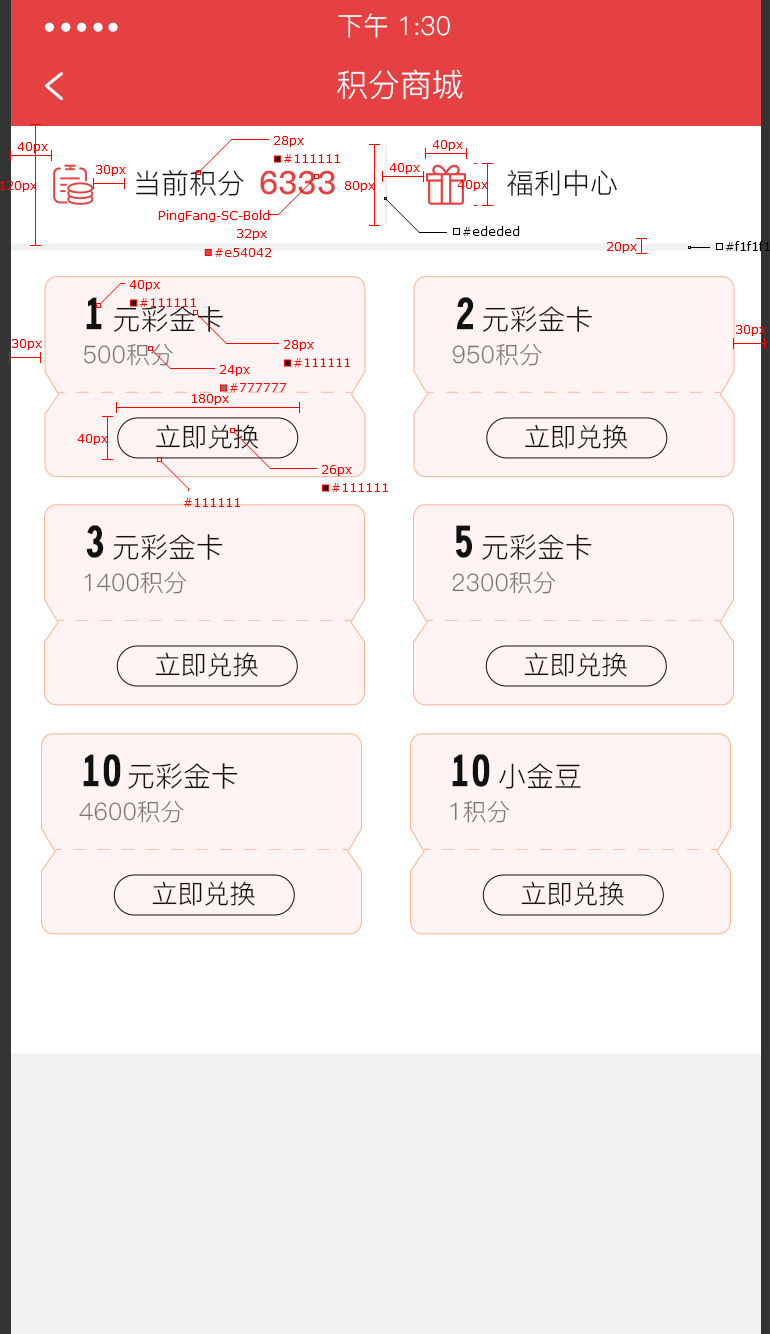 下午 1:30
积分商城
40px
28px
40px
#111111
30px
40px
120px
当前积分
6333
80px
40px
福利中心
PingFang-SC-Bold
32px
#ededed
#e54042
20px
#f1f1f1
40px
#111111
1 元彩金卡
2 元彩金卡
30px
28px
30px
500积分
950积分
#111111
24px
#777777
180px
40px
立即兑换
立即兑换
26px
#111111
#111111
3 元彩金卡
5 元彩金卡
1400积分
2300积分
立即兑换
立即兑换
10 元彩金卡
10 小金豆
4600积分
1积分
立即兑换
立即兑换